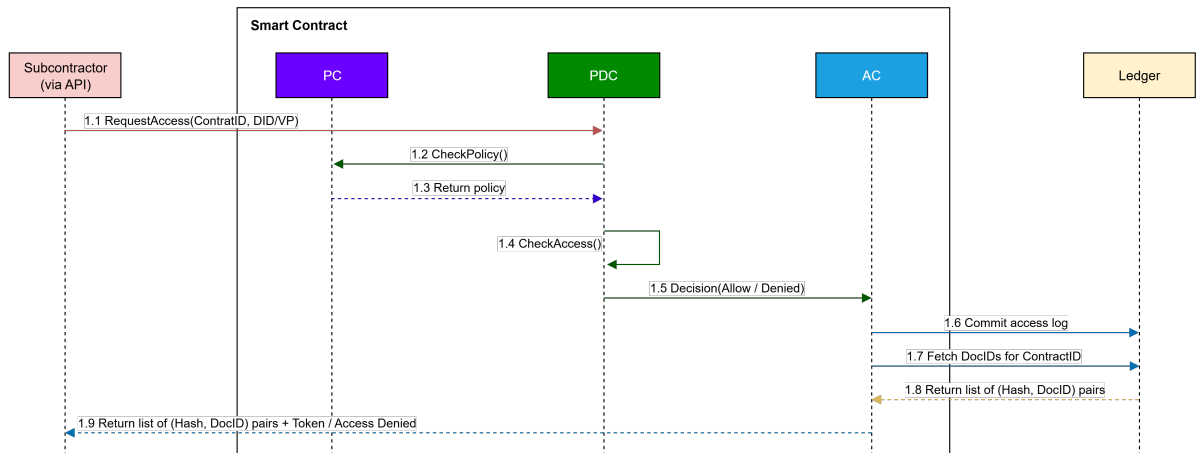 Smart Contract
Subcontractor
(via API)
PC
PDC
AC
Ledger
1.1 RequestAccess(ContratID, DID/VP)
1.2 CheckPolicy()
1.3 Return policy
1.4 CheckAccess()
1.5 Decision(Allow / Denied)
1.6 Commit access log
1.7 Fetch DocIDs for ContractID
1.8 Return list of (Hash, DocID) pairs
1.9 Return list of (Hash, DocID) pairs + Token / Access Denied